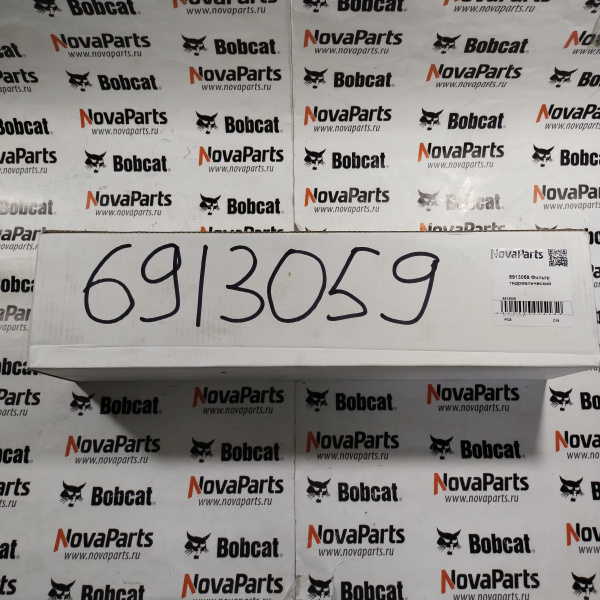 6913059
NovaParts
6913059 Фильтр
гидравлический
NovaParts
www.novaparts.ru
Bobcat